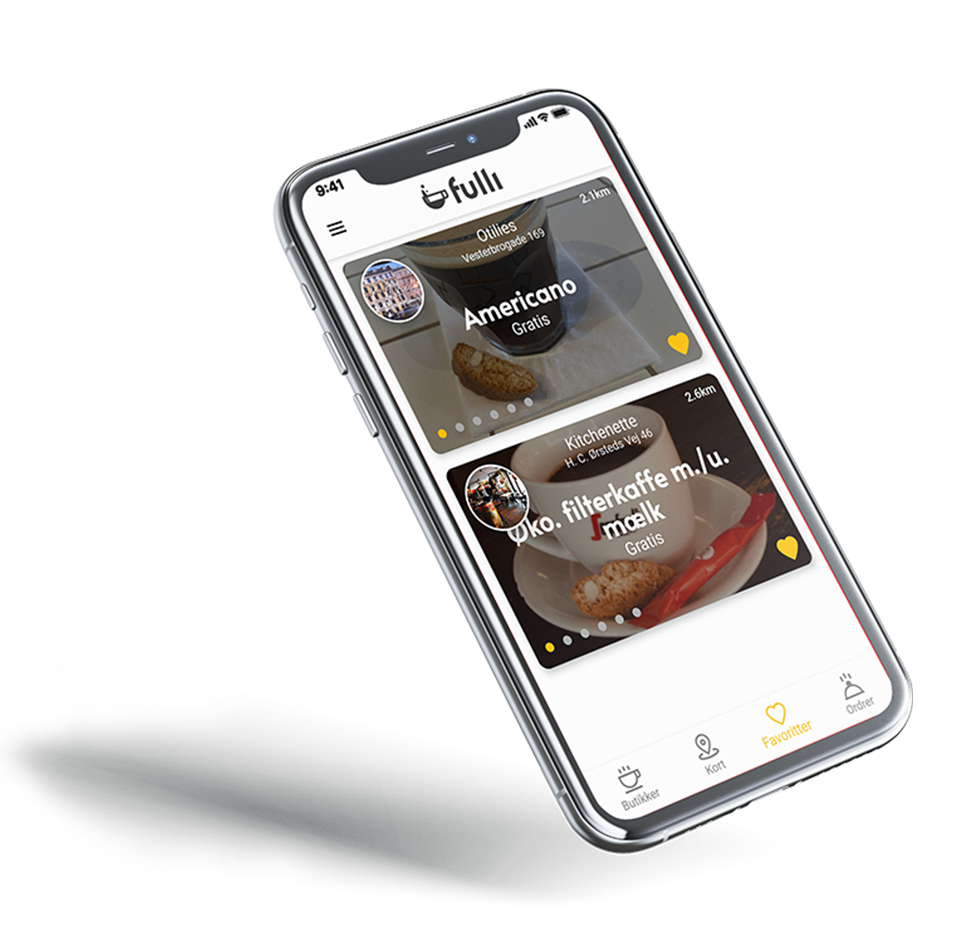 9:41
fulli
2.1km
Otilies
Vesterbrogade 169
Americano
Gratis
2.6km
Kitchenette
H. C. Ørsteds Vej 46
Øko. filterkaffe m./u.
mælk
Gratis
Butikker
Kort
Favoritter
Ordrer